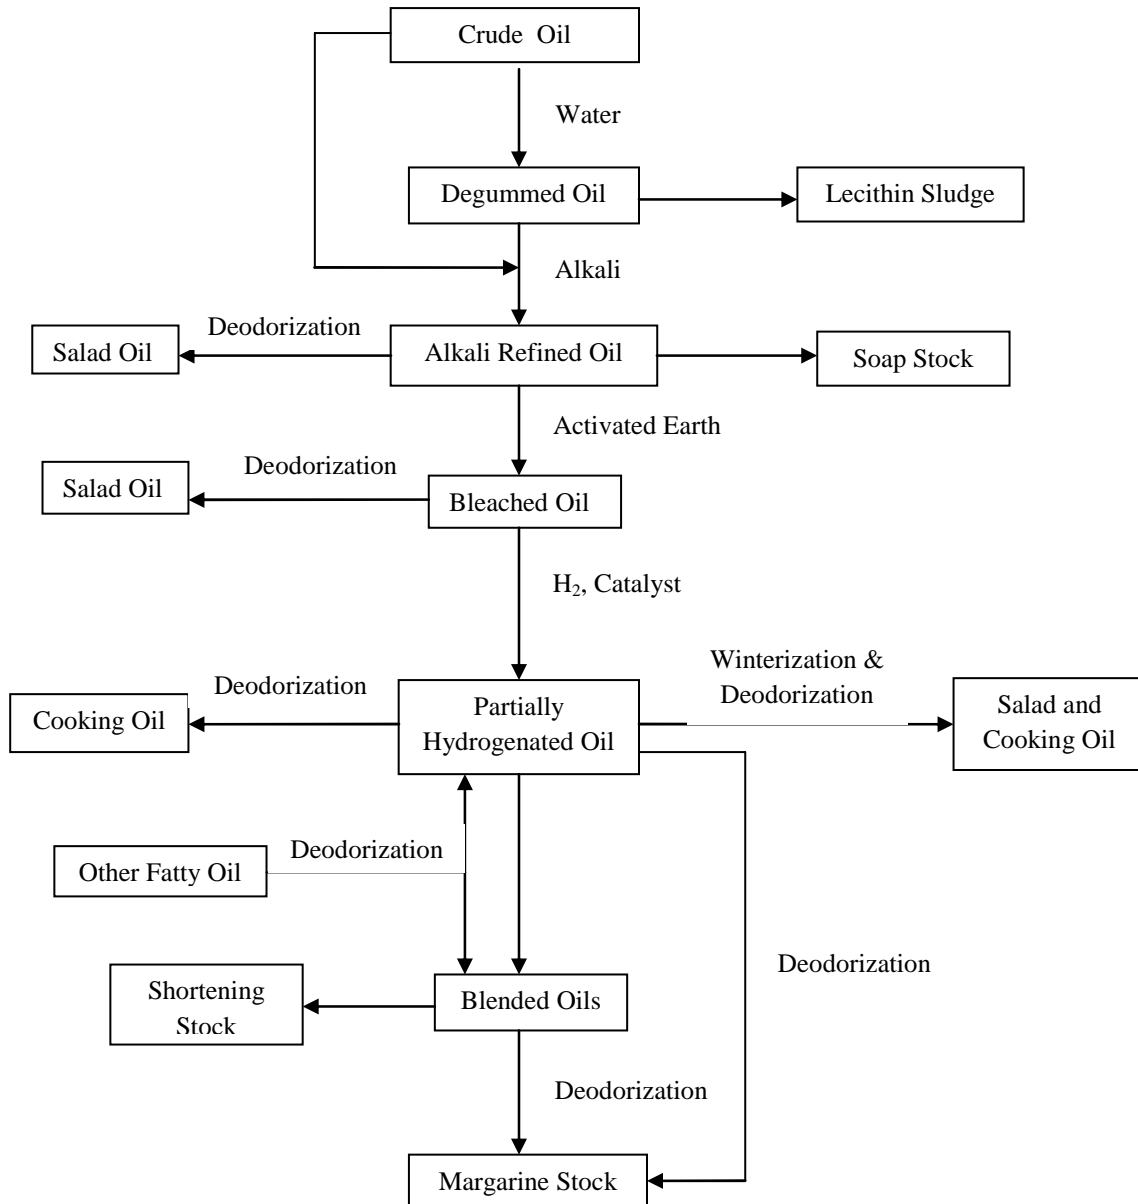 Crude Oil
Water
Degummed Oil
Lecithin Sludge
Alkali
Deodorization
Salad Oil
Alkali Refined Oil
Soap Stock
Activated Earth
Deodorization
Salad Oil
Bleached Oil
H₂, Catalyst
Winterization &
Deodorization
Deodorization
Cooking Oil
Partially
Hydrogenated Oil
Salad and
Cooking Oil
Deodorization
Other Fatty Oil
Deodorization
Shortening
Stock
Blended Oils
Deodorization
Margarine Stock